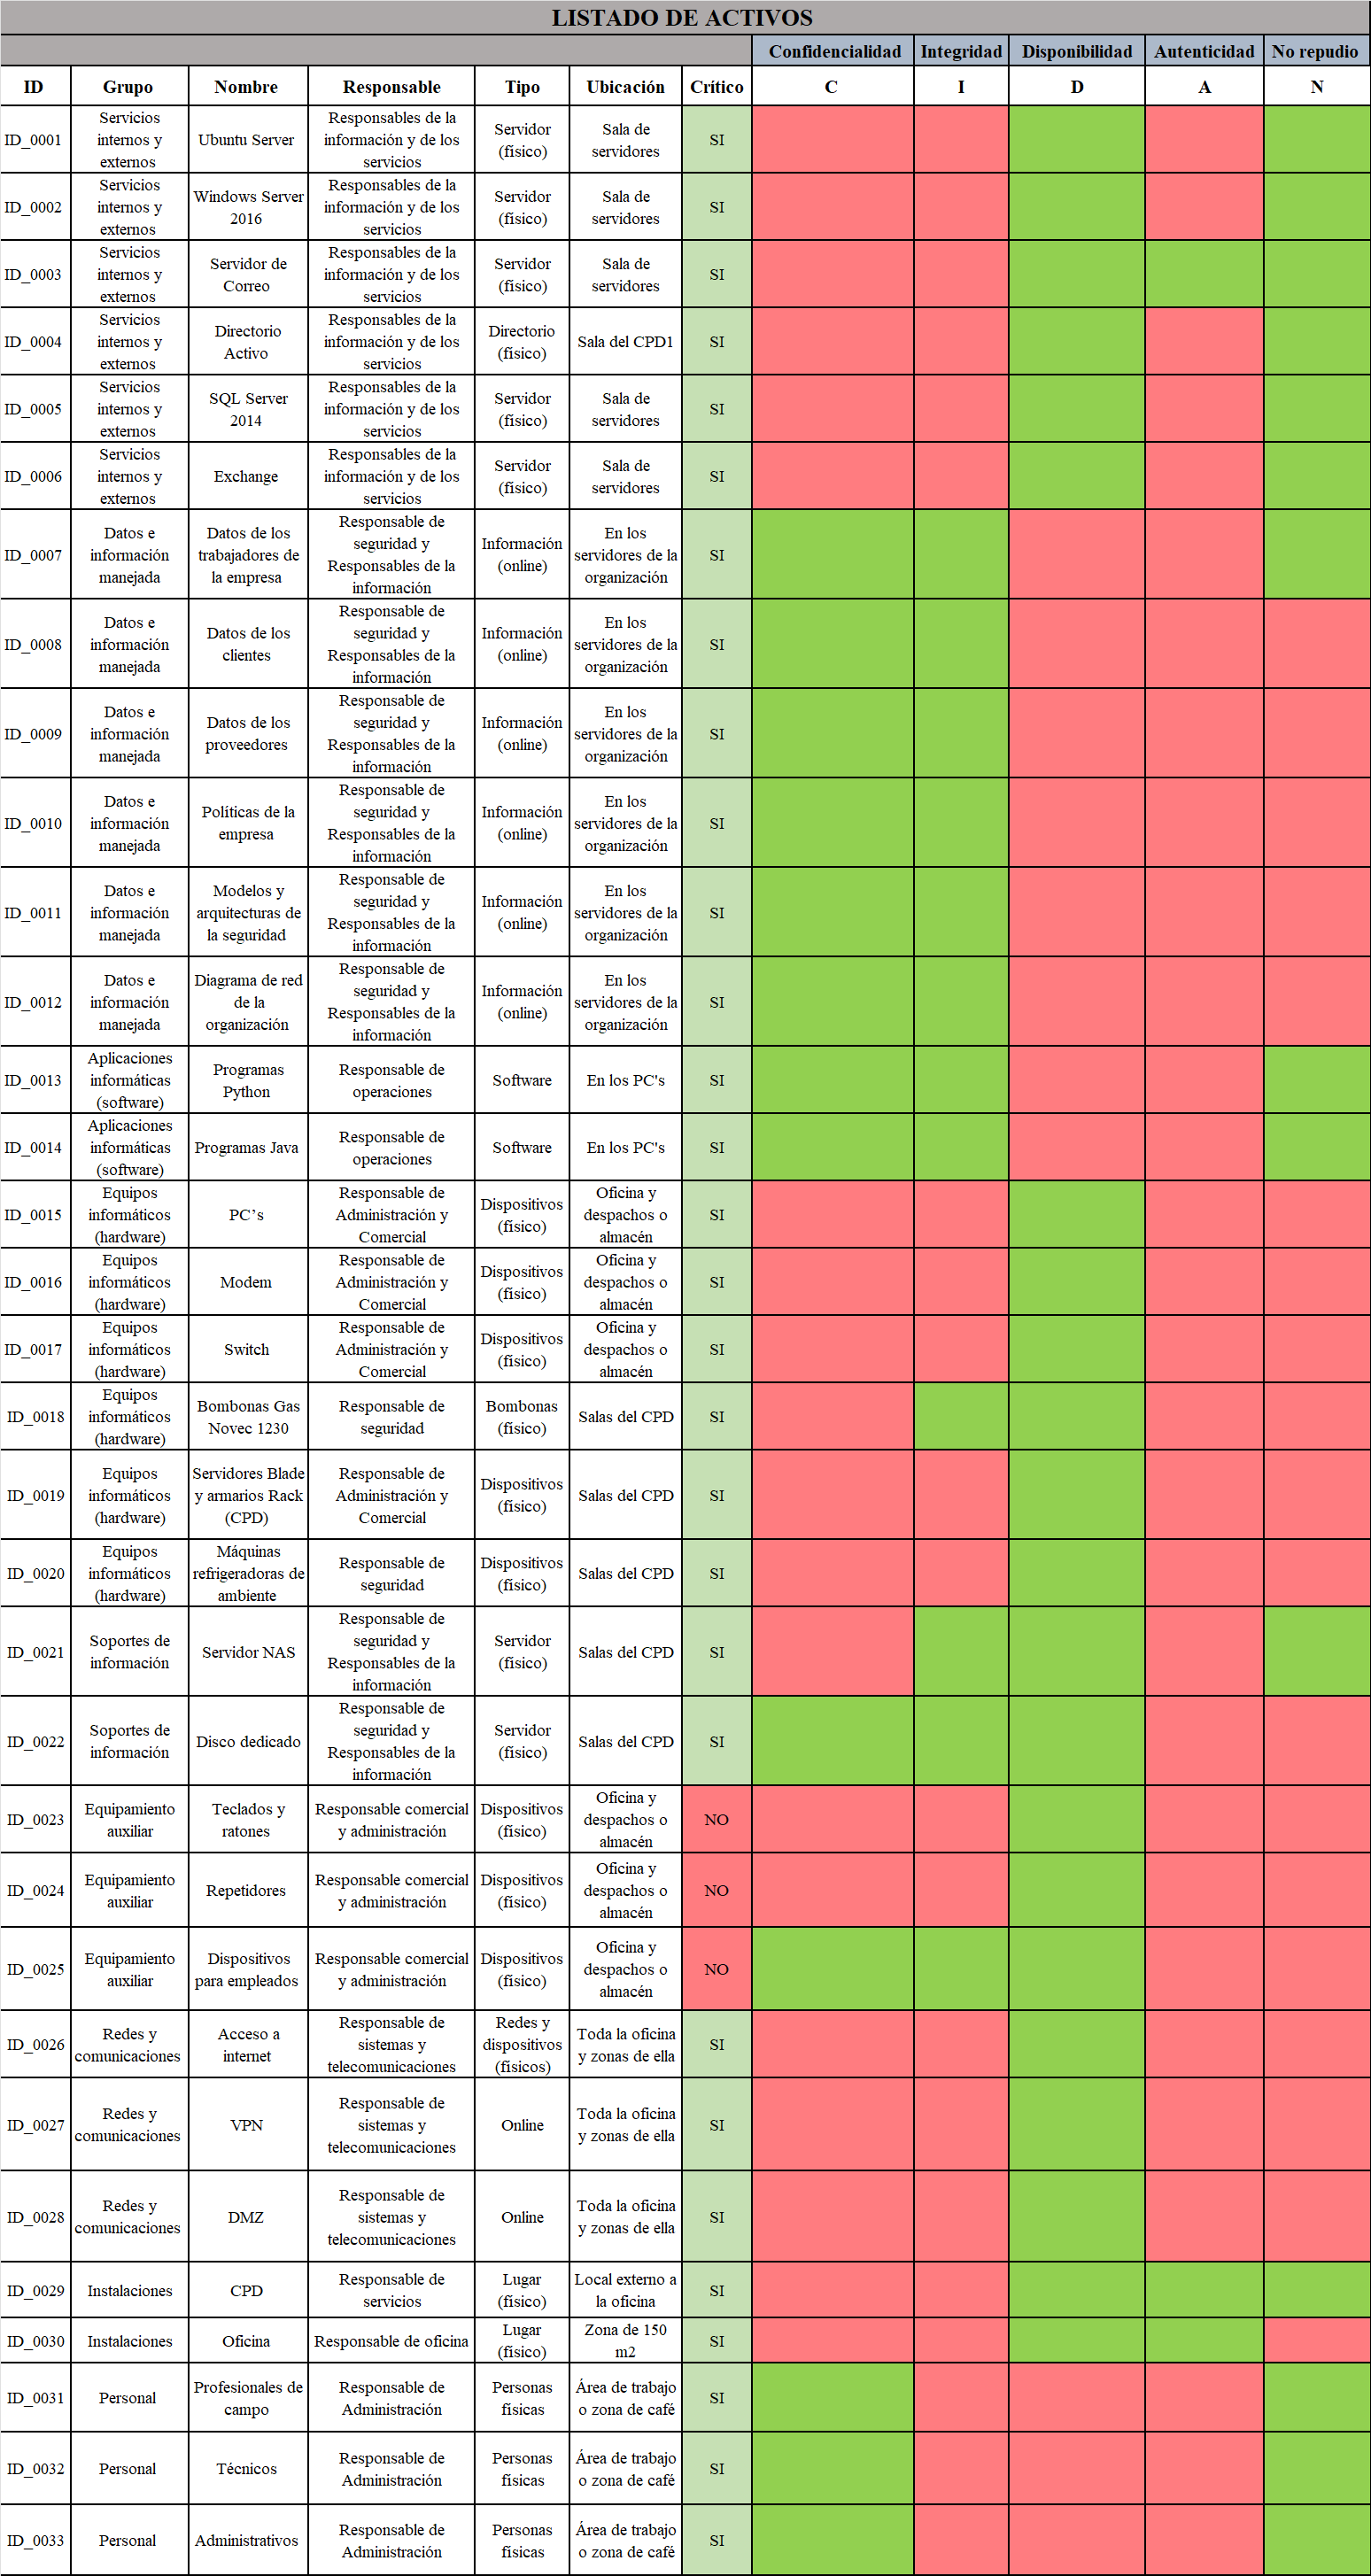 LISTADO DE ACTIVOS
Confidencialidad Integridad Disponibilidad Autenticidad No repudio
ID Grupo Nombre Responsable Tipo Ubicación Crítico C I D A N
ID_0001 Servicios internos y externos Ubuntu Server Responsables de la información y de los servicios Servidor (físico) Sala de servidores SI
ID_0002 Servicios internos y externos Windows Server 2016 Responsables de la información y de los servicios Servidor (físico) Sala de servidores SI
ID_0003 Servicios internos y externos Servidor de Correo Responsables de la información y de los servicios Servidor (físico) Sala de servidores SI
ID_0004 Servicios internos y externos Directorio Activo Responsables de la información y de los servicios Directorio (físico) Sala del CPD1 SI
ID_0005 Servicios internos y externos SQL Server 2014 Responsables de la información y de los servicios Servidor (físico) Sala de servidores SI
ID_0006 Servicios internos y externos Exchange Responsables de la información y de los servicios Servidor (físico) Sala de servidores SI
ID_0007 Datos e información manejada Datos de los trabajadores de la empresa Responsable de seguridad y Responsables de la información Información (online) En los servidores de la organización SI
ID_0008 Datos e información manejada Datos de los clientes Responsable de seguridad y Responsables de la información Información (online) En los servidores de la organización SI
ID_0009 Datos e información manejada Datos de los proveedores Responsable de seguridad y Responsables de la información Información (online) En los servidores de la organización SI
ID_0010 Datos e información manejada Políticas de la empresa Responsable de seguridad y Responsables de la información Información (online) En los servidores de la organización SI
ID_0011 Datos e información manejada Modelos y arquitecturas de la seguridad Responsable de seguridad y Responsables de la información Información (online) En los servidores de la organización SI
ID_0012 Datos e información manejada Diagrama de red de la organización Responsable de seguridad y Responsables de la información Información (online) En los servidores de la organización SI
ID_0013 Aplicaciones informáticas (software) Programas Python Responsable de operaciones Software En los PC's SI
ID_0014 Aplicaciones informáticas (software) Programas Java Responsable de operaciones Software En los PC's SI
ID_0015 Equipos informáticos (hardware) PC’s Responsable de Administración y Comercial Dispositivos (físico) Oficina y despachos o almacén SI
ID_0016 Equipos informáticos (hardware) Modem Responsable de Administración y Comercial Dispositivos (físico) Oficina y despachos o almacén SI
ID_0017 Equipos informáticos (hardware) Switch Responsable de Administración y Comercial Dispositivos (físico) Oficina y despachos o almacén SI
ID_0018 Equipos informáticos (hardware) Bombonas Gas Novec 1230 Responsable de seguridad Bombonas (físico) Salas del CPD SI
ID_0019 Equipos informáticos (hardware) Servidores Blade y armarios Rack (CPD) Responsable de Administración y Comercial Dispositivos (físico) Salas del CPD SI
ID_0020 Equipos informáticos (hardware) Máquinas refrigeradoras de ambiente Responsable de seguridad Dispositivos (físico) Salas del CPD SI
ID_0021 Soportes de información Servidor NAS Responsable de seguridad y Responsables de la información Servidor (físico) Salas del CPD SI
ID_0022 Soportes de información Disco dedicado Responsable de seguridad y Responsables de la información Servidor (físico) Salas del CPD SI
ID_0023 Equipamiento auxiliar Teclados y ratones Responsable comercial y administración Dispositivos (físico) Oficina y despachos o almacén NO
ID_0024 Equipamiento auxiliar Repetidores Responsable comercial y administración Dispositivos (físico) Oficina y despachos o almacén NO
ID_0025 Equipamiento auxiliar Dispositivos para empleados Responsable comercial y administración Dispositivos (físico) Oficina y despachos o almacén NO
ID_0026 Redes y comunicaciones Acceso a internet Responsable de sistemas y telecomunicaciones Redes y dispositivos (físicos) Toda la oficina y zonas de ella SI
ID_0027 Redes y comunicaciones VPN Responsable de sistemas y telecomunicaciones Online Toda la oficina y zonas de ella SI
ID_0028 Redes y comunicaciones DMZ Responsable de sistemas y telecomunicaciones Online Toda la oficina y zonas de ella SI
ID_0029 Instalaciones CPD Responsable de servicios Lugar (físico) Local externo a la oficina SI
ID_0030 Instalaciones Oficina Responsable de oficina Lugar (físico) Zona de 150 m2 SI
ID_0031 Personal Profesionales de campo Responsable de Administración Personas físicas Área de trabajo o zona de café SI
ID_0032 Personal Técnicos Responsable de Administración Personas físicas Área de trabajo o zona de café SI
ID_0033 Personal Administrativos Responsable de Administración Personas físicas Área de trabajo o zona de café SI